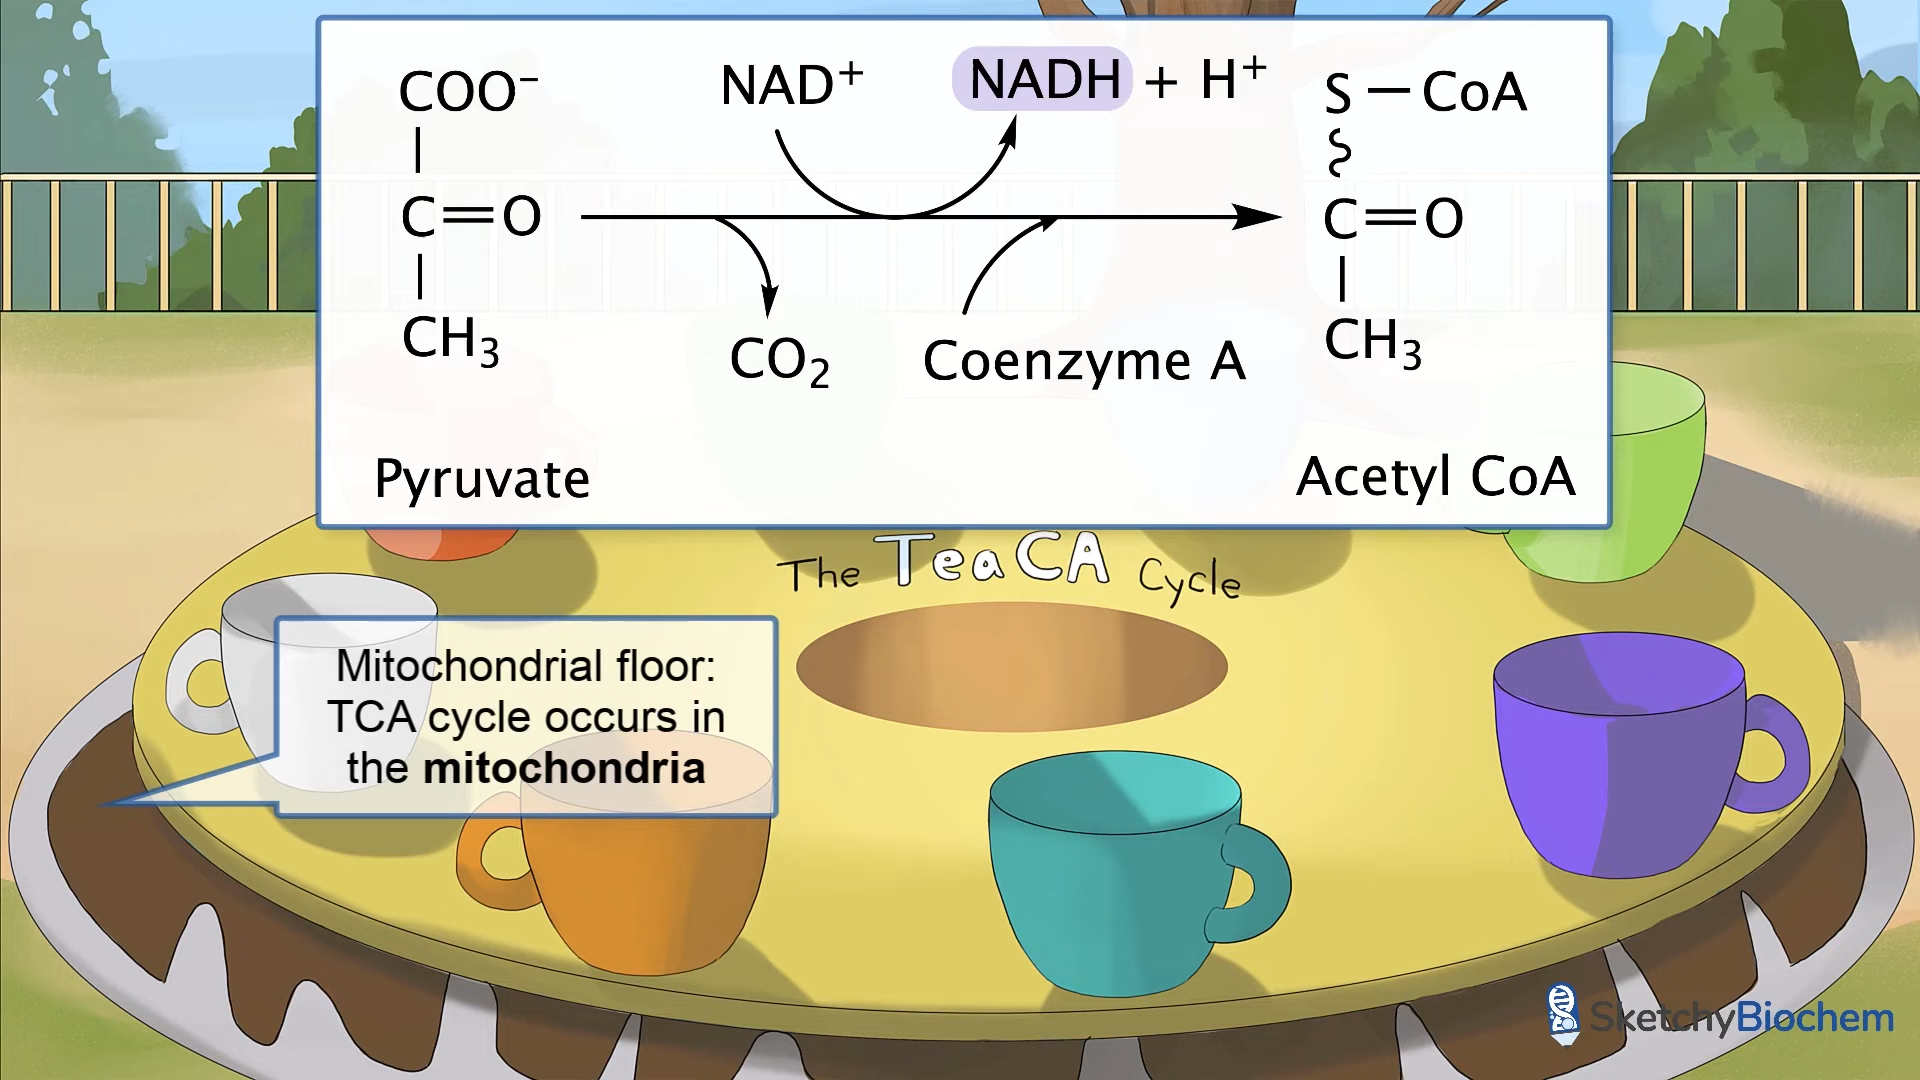 COO⁻
NAD⁺
NADH + H⁺
S — CoA
C=O
C=O
CH₃
CO₂
Coenzyme A
CH₃
Pyruvate
Acetyl CoA
The TeaCA Cycle
Mitochondrial floor:
TCA cycle occurs in
the mitochondria
SketchyBiochem